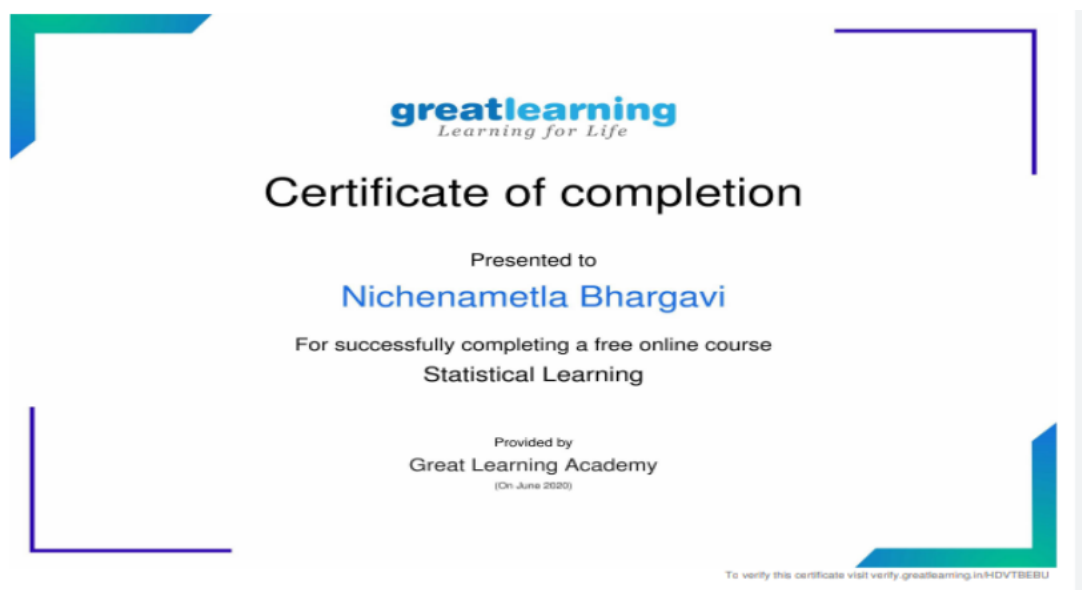 greatlearning
Learning for Life
Certificate of completion
Presented to
Nichenametla Bhargavi
For successfully completing a free online course
Statistical Learning
Provided by
Great Learning Academy
(On June 2020)
To verify this certificate visit verify.greatlearning.in/HDVTBEBU